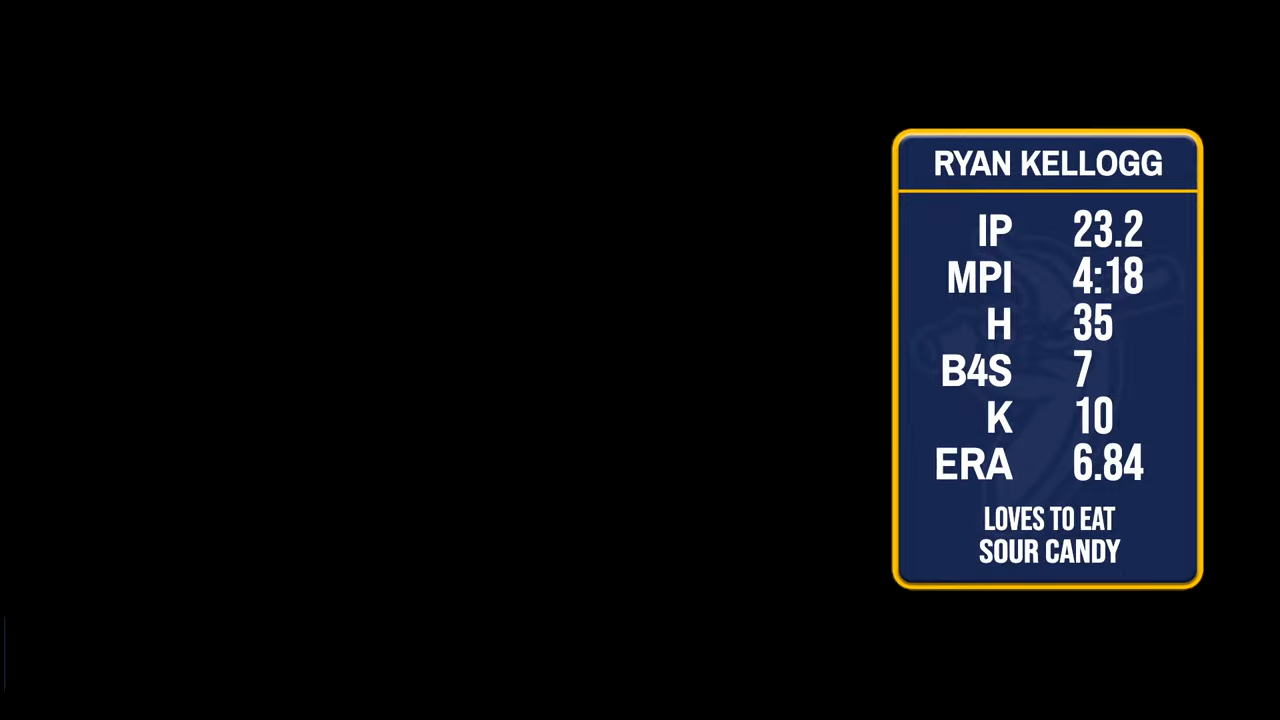 RYAN KELLOGG
IP 23.2
MPI 4:18
H 35
B4S 7
K 10
ERA 6.84
LOVES TO EAT
SOUR CANDY